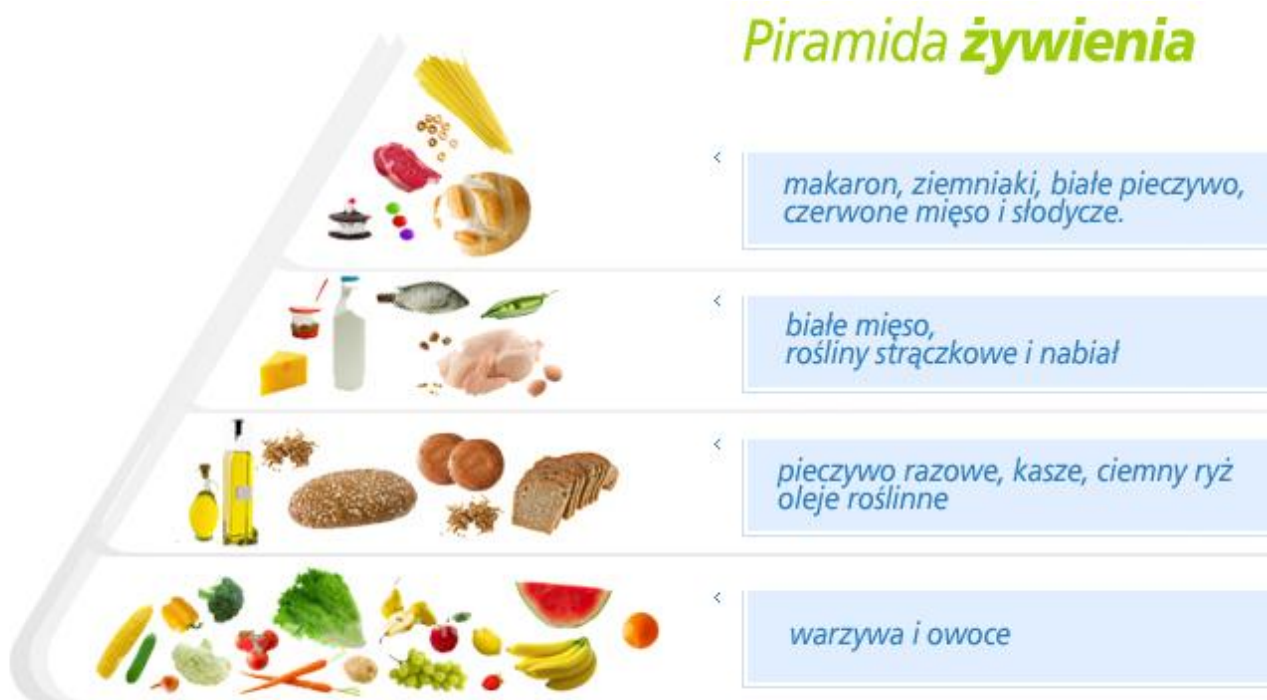 Piramida żywienia
makaron, ziemniaki, białe pieczywo,
czerwone mięso i słodycze.
białe mięso,
rośliny strączkowe i nabiał
pieczywo razowe, kasze, ciemny ryż
oleje roślinne
warzywa i owoce